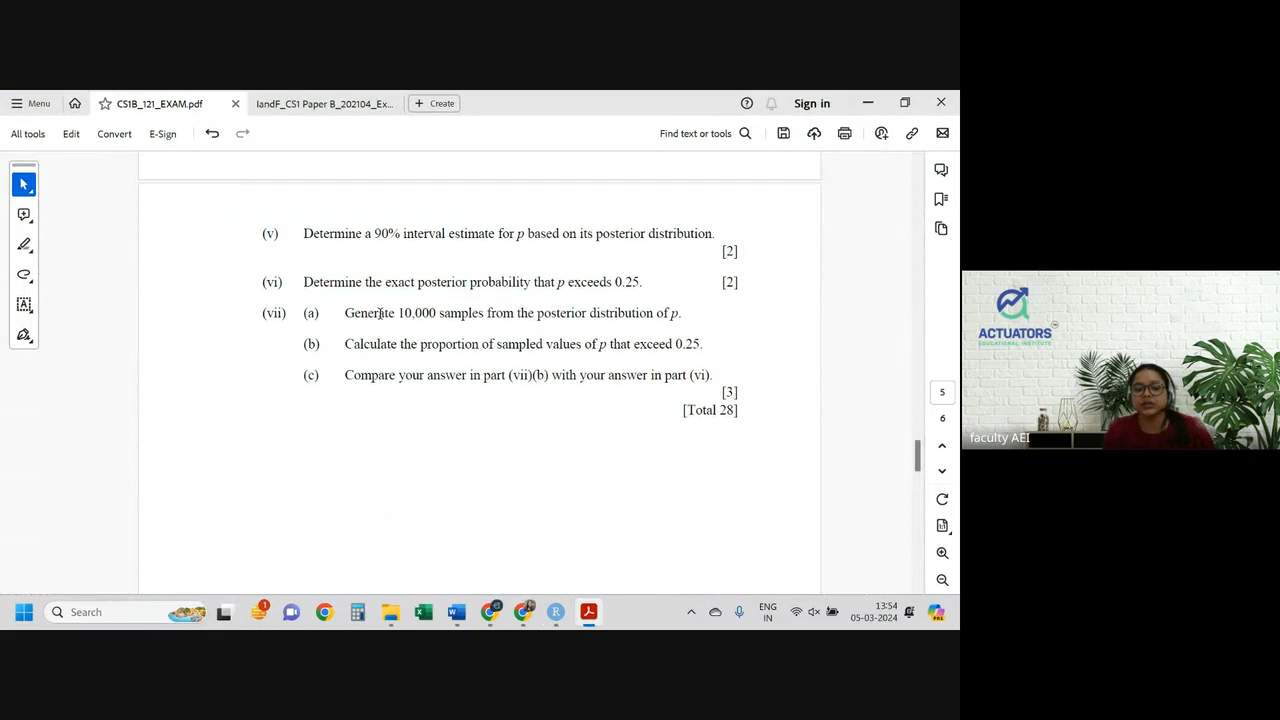 Menu
CS1B_121_EXAM.pdf
IandF_CS1 Paper B_202104_Ex...
Create
Sign in
All tools
Edit
Convert
E-Sign
Find text or tools
(v) Determine a 90% interval estimate for p based on its posterior distribution.
[2]
(vi) Determine the exact posterior probability that p exceeds 0.25. [2]
(vii) (a) Generate 10,000 samples from the posterior distribution of p.
(b) Calculate the proportion of sampled values of p that exceed 0.25.
(c) Compare your answer in part (vii)(b) with your answer in part (vi).
[3]
[Total 28]
5
6
ACTUATORS
EDUCATIONAL INSTITUTE
faculty AEI
Search
1
ENG
IN
13:54
05-03-2024